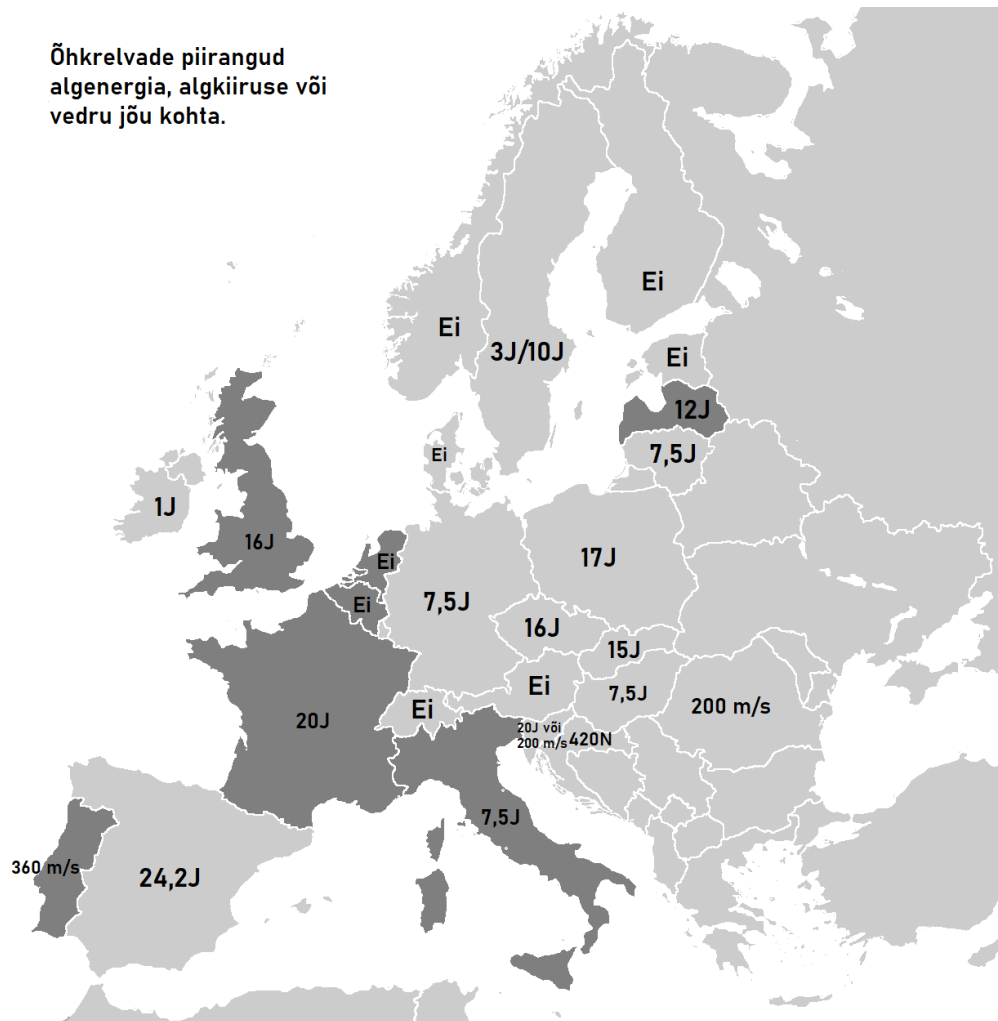 Õhkrelvade piirangud
algenergia, algkiiruse või
vedru jõu kohta.
Ei
Ei
3J/10J
Ei
12J
Ei
7,5J
1J
16J
Ei
17J
Ei
7,5J
16J
15J
Ei
7,5J
Ei
200 m/s
20J
20J või
200 m/s
420N
7,5J
360 m/s
24,2J